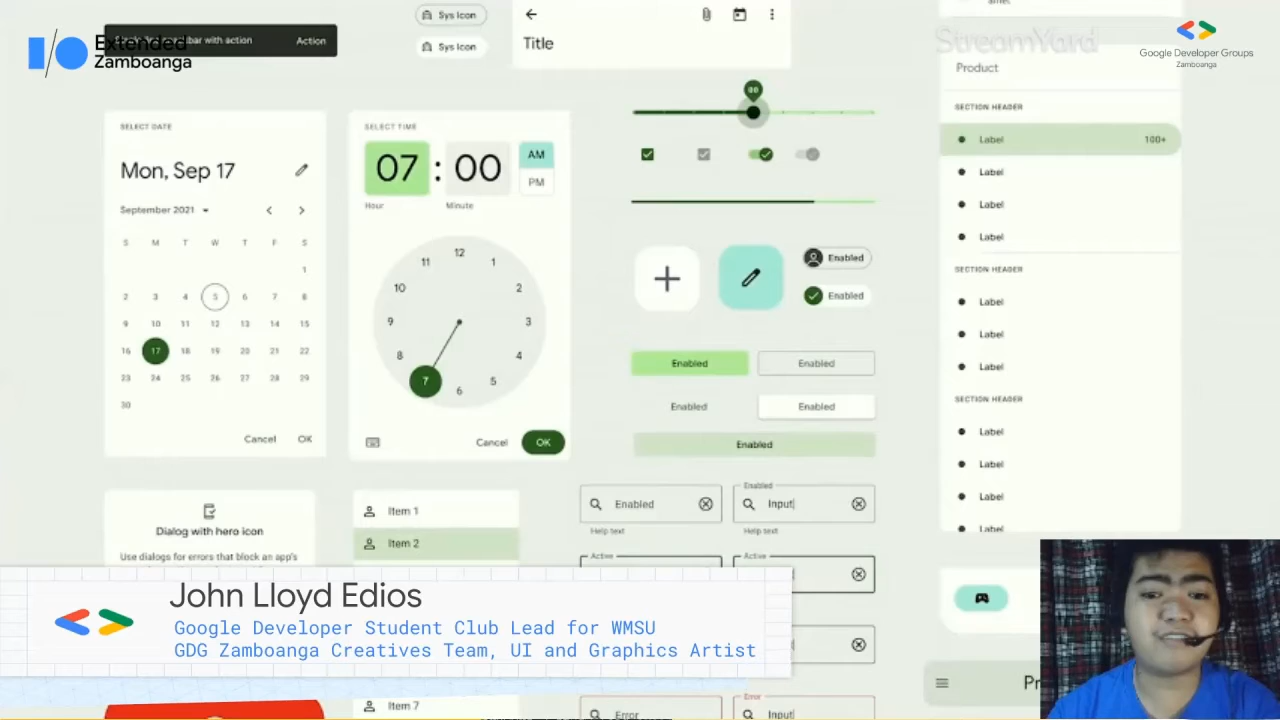 Sys Icon
Title
StreamYard
Google Developer Groups
Zamboanga
I/O Extended
Zamboanga
bar with action
Action
Sys Icon
Product
SELECT DATE
Mon, Sep 17
September 2021
S M T W T F S
1
2 3 4 5 6 7 8
9 10 11 12 13 14 15
16 17 18 19 20 21 22
23 24 25 26 27 28 29
30
Cancel OK
SELECT TIME
07 : 00
AM
PM
Hour Minute
12
1
2
3
4
5
6
7
8
9
10
11
Cancel OK
90
Enabled
Enabled
Enabled Enabled
Enabled Enabled
Enabled
SECTION HEADER
Label 100+
Label
Label
Label
SECTION HEADER
Label
Label
Label
SECTION HEADER
Label
Label
Label
Label
Dialog with hero icon
Use dialogs for errors that block an app's
Item 1
Item 2
Item 7
Enabled
Help text
Enabled
Input
Help text
Active
Active
Error
Error
Input
John Lloyd Edios
Google Developer Student Club Lead for WMSU
GDG Zamboanga Creatives Team, UI and Graphics Artist